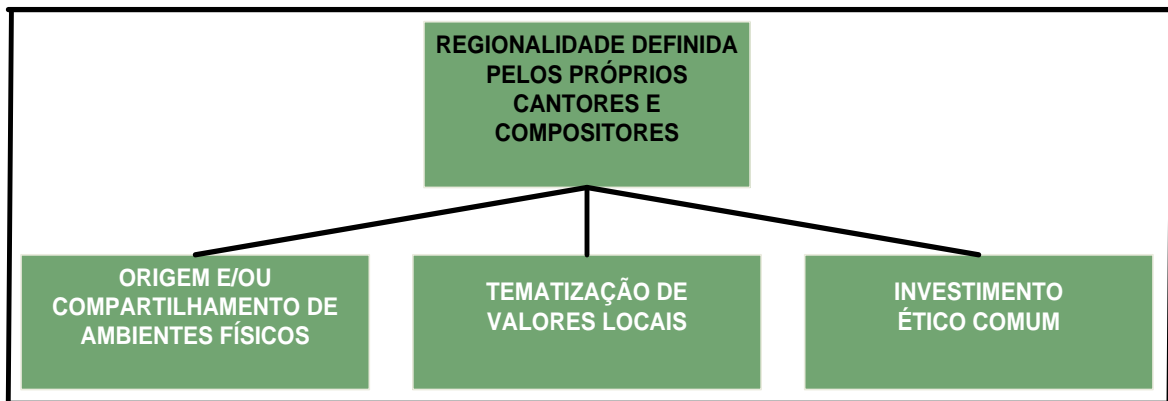 REGIONALIDADE DEFINIDA
PELOS PRÓPRIOS
CANTORES E
COMPOSITORES
ORIGEM E/OU
COMPARTILHAMENTO DE
AMBIENTES FÍSICOS
TEMATIZAÇÃO DE
VALORES LOCAIS
INVESTIMENTO
ÉTICO COMUM